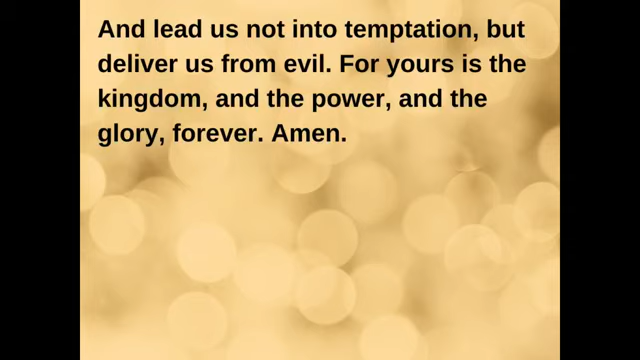 And lead us not into temptation, but
deliver us from evil. For yours is the
kingdom, and the power, and the
glory, forever. Amen.